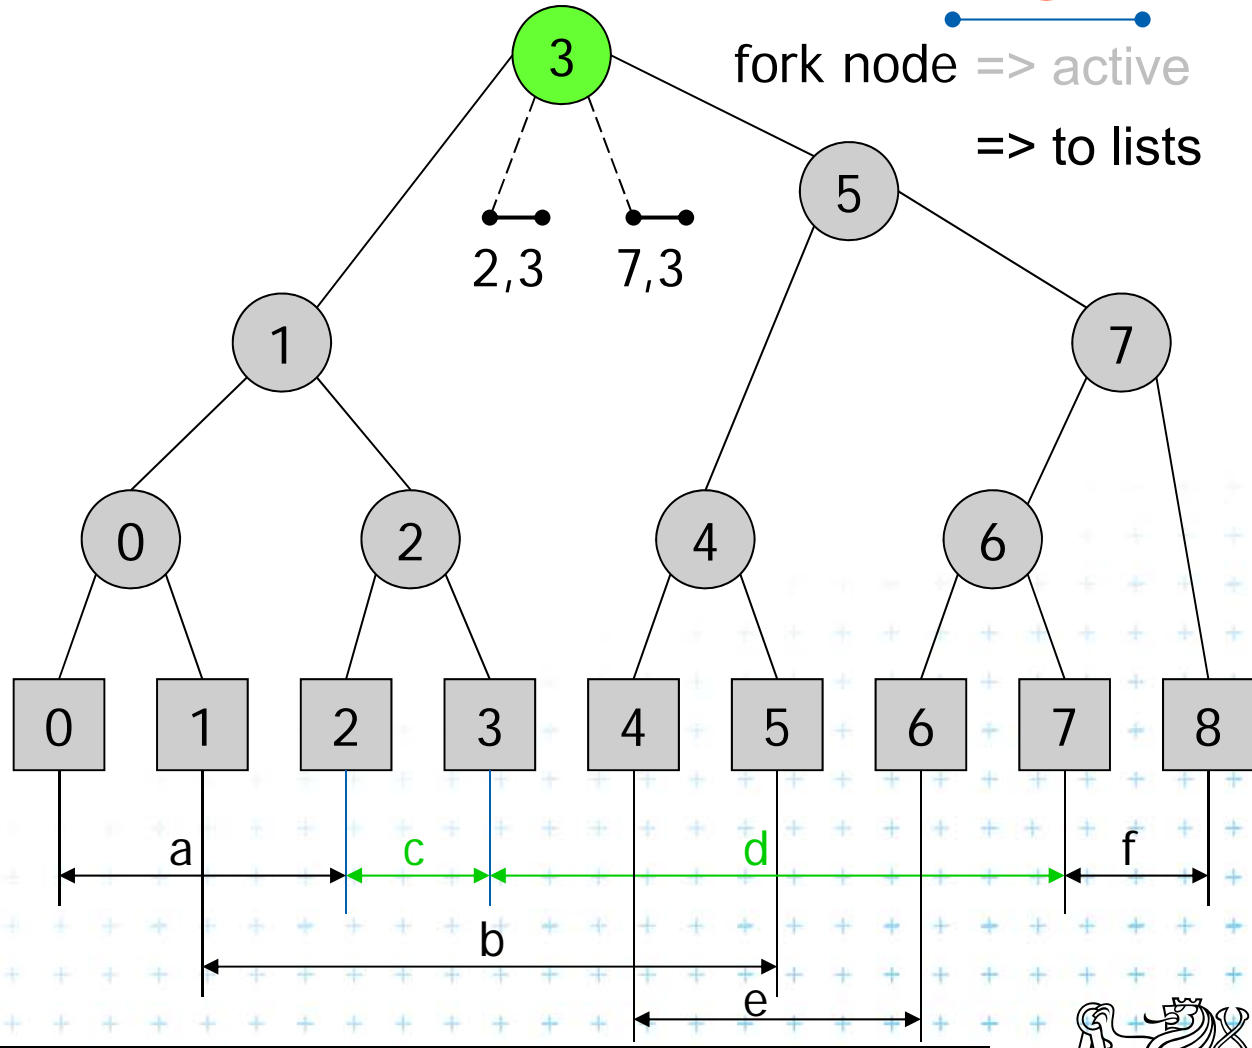 3
fork node => active
=> to lists
5
2,3 7,3
1 7
0 2 4 6
0 1 2 3 4 5 6 7 8
a c d f
b
e